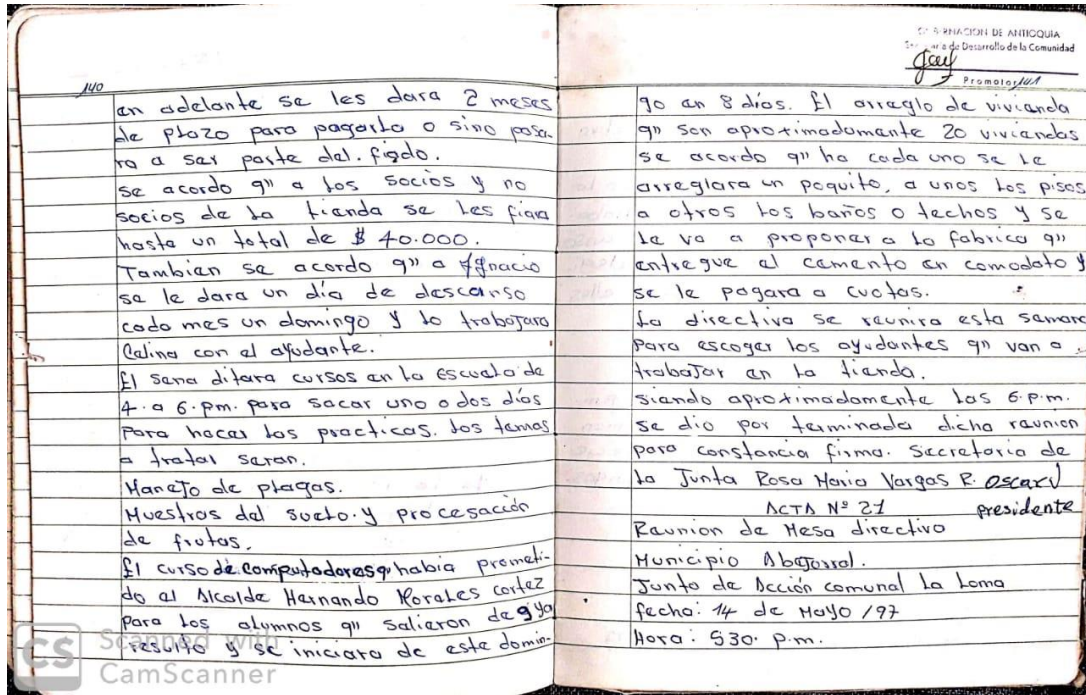 140
en adelante se les dara 2 meses
de plazo para pagarlo o sino pasa-
ra a ser parte del. fiado.
se acordo q" a los socios y no
socios de la tienda se les fiara
hasta un total de $ 40.000.
Tambien se acordo q" a Ignacio
se le dara un día de descanso
cada mes un domingo y lo trabajara
Celina con el ayudante.
El sena ditara cursos en la escuela de
4. a 6. pm. para sacar uno o dos días
para hacer las practicas. los temas
a tratar seran.
Manejo de plagas.
Muestras del suelo. y procesacción
de frutas.
El curso de computadores q" había prometi-
do al Alcalde Hernando Morales cortez
para los alumnos q" salieron de 9 ya
resulto y se iniciara de este domin-
CS Scanned with
CamScanner
GOBERNACION DE ANTIOQUIA
de Desarrollo de la Comunidad
Promotor
go en 8 días. El arreglo de vivienda
q" son aproximadamente 20 viviendas
se acordo q" ha cada uno se le
arreglara un poquito, a unos los pisos
a otros los baños o techos y se
le va a proponer a la fabrica q"
entregue el cemento en comodato y
se le pagara a cuotas.
La directiva se reunira esta semana
para escoger los ayudantes q" van a
trabajar en la tienda.
siendo aproximadamente las 6. p.m.
se dio por terminada dicha reunion
para constancia firma. Secretaria de
la Junta Rosa Maria Vargas R. Oscar
presidente
ACTA Nº 21
Reunion de Mesa directiva
Municipio Abejorral.
Junta de Acción comunal La Loma
fecha: 14 de Mayo /97
Hora: 530. p.m.